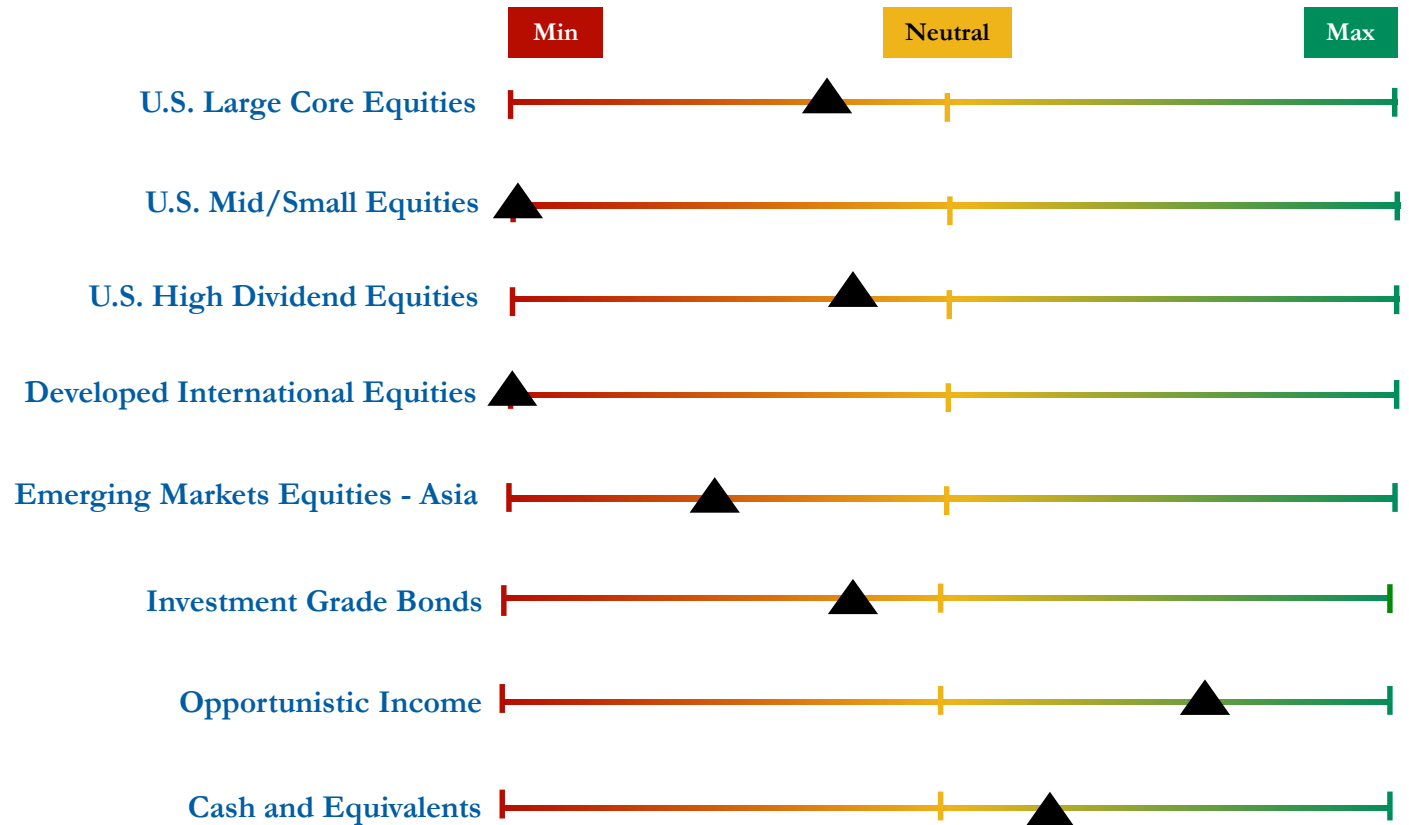 Min Neutral Max
U.S. Large Core Equities
U.S. Mid/Small Equities
U.S. High Dividend Equities
Developed International Equities
Emerging Markets Equities - Asia
Investment Grade Bonds
Opportunistic Income
Cash and Equivalents